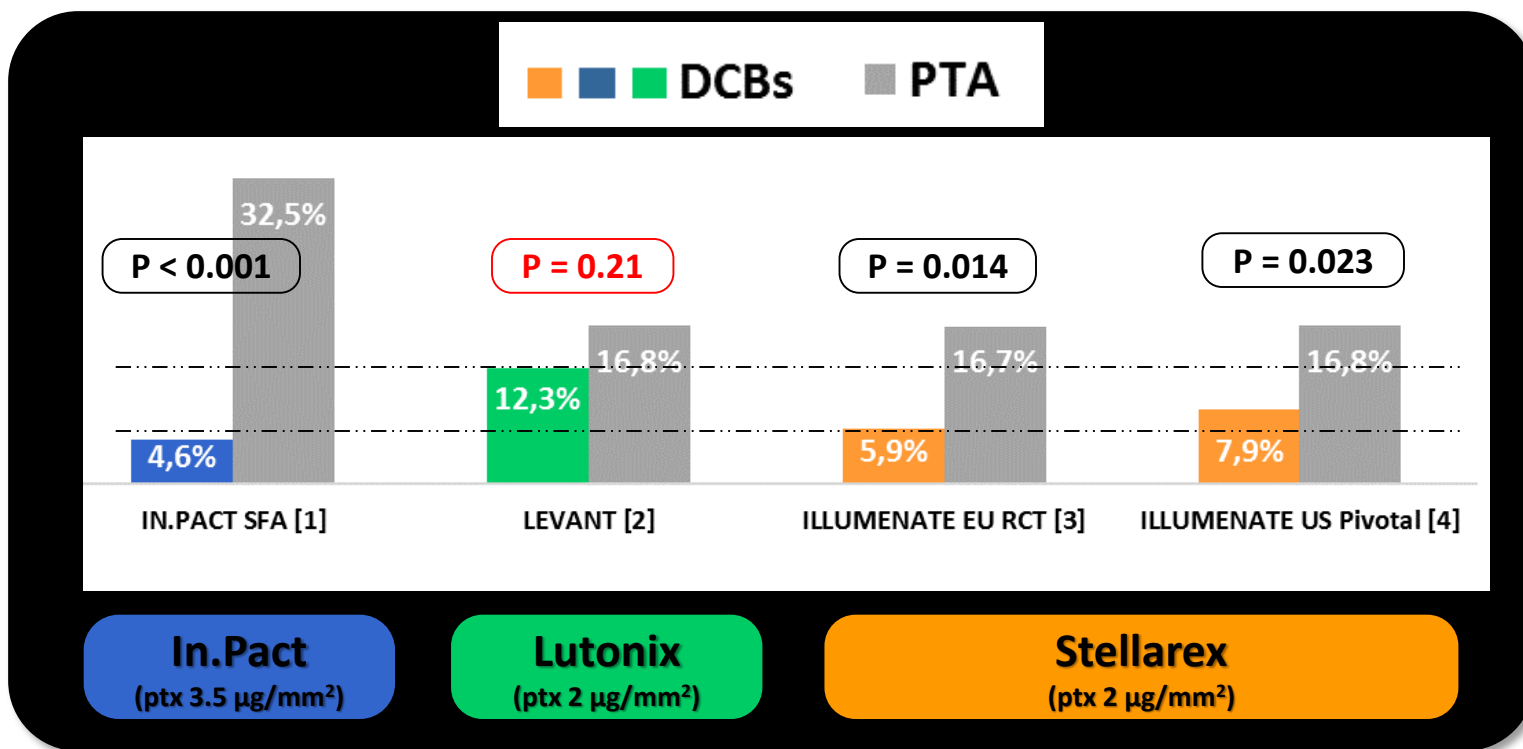 DCBs PTA
32,5%
P < 0.001
P = 0.21
P = 0.014
P = 0.023
16,8%
16,7%
16,8%
12,3%
4,6%
5,9%
7,9%
IN.PACT SFA [1]
LEVANT [2]
ILLUMENATE EU RCT [3]
ILLUMENATE US Pivotal [4]
In.Pact
(ptx 3.5 µg/mm²)
Lutonix
(ptx 2 µg/mm²)
Stellarex
(ptx 2 µg/mm²)